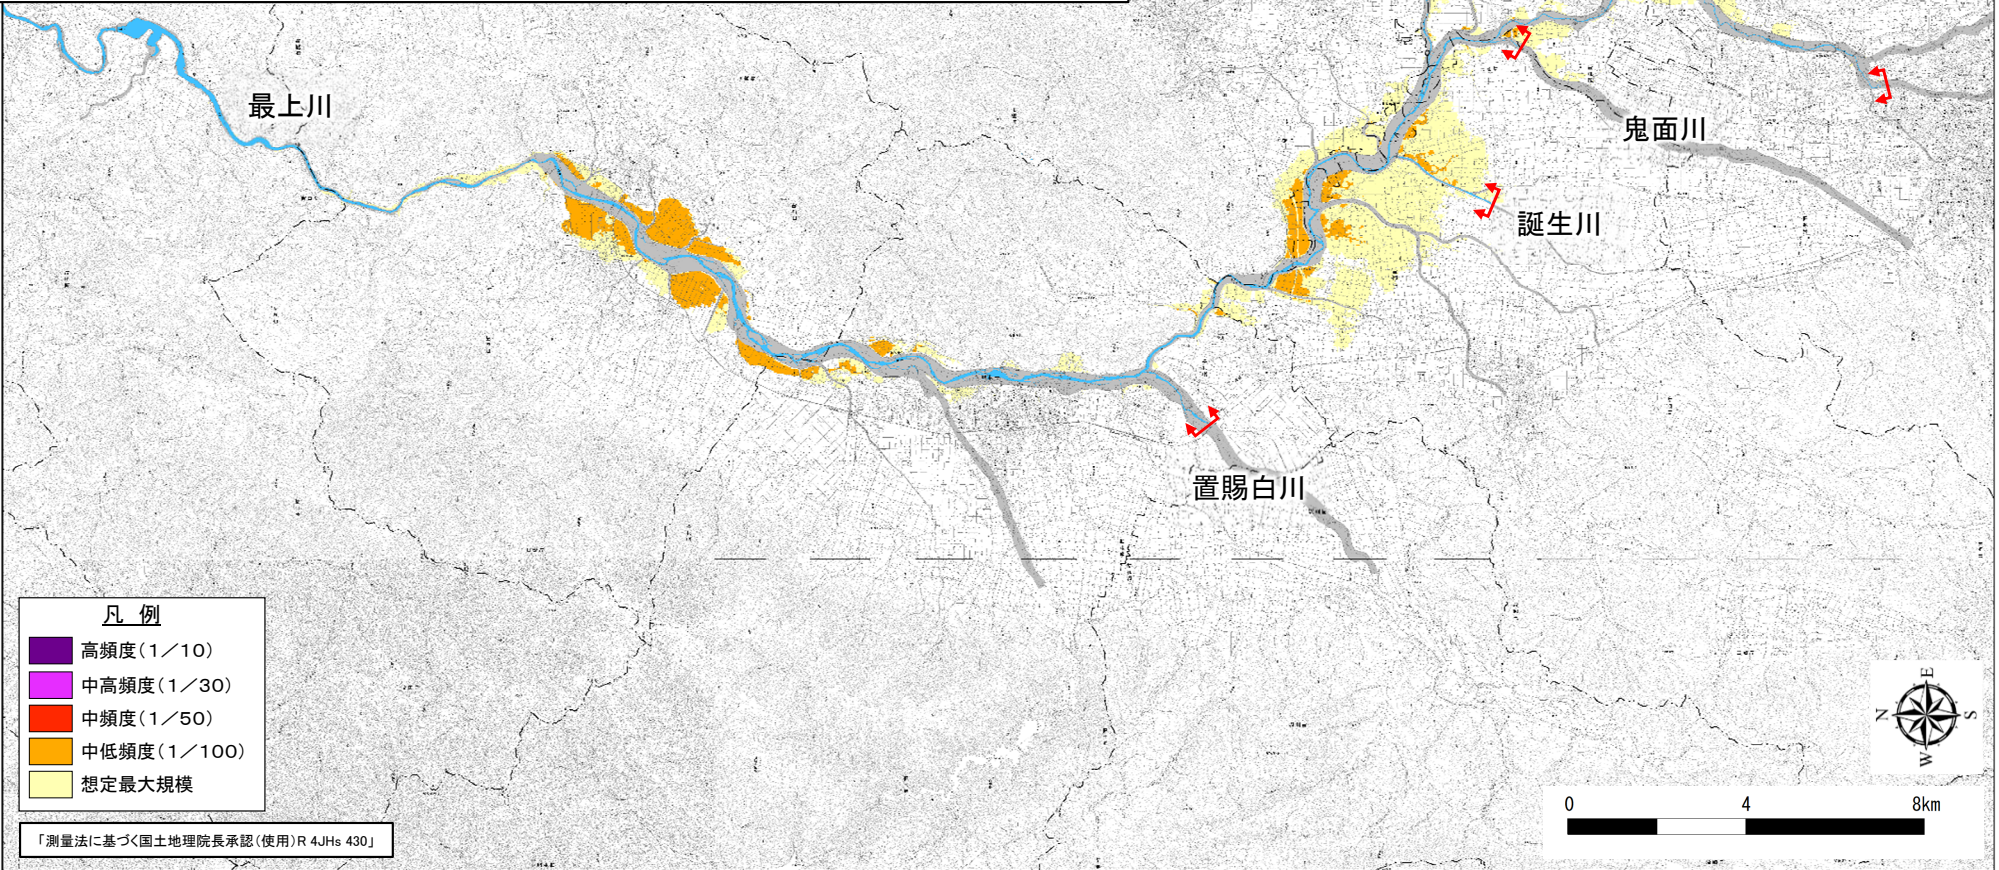 最上川
鬼面川
誕生川
置賜白川
凡 例
高頻度(1/10)
中高頻度(1/30)
中頻度(1/50)
中低頻度(1/100)
想定最大規模
「測量法に基づく国土地理院長承認(使用)R 4JHs 430」
E
N
S
W
0 4 8km